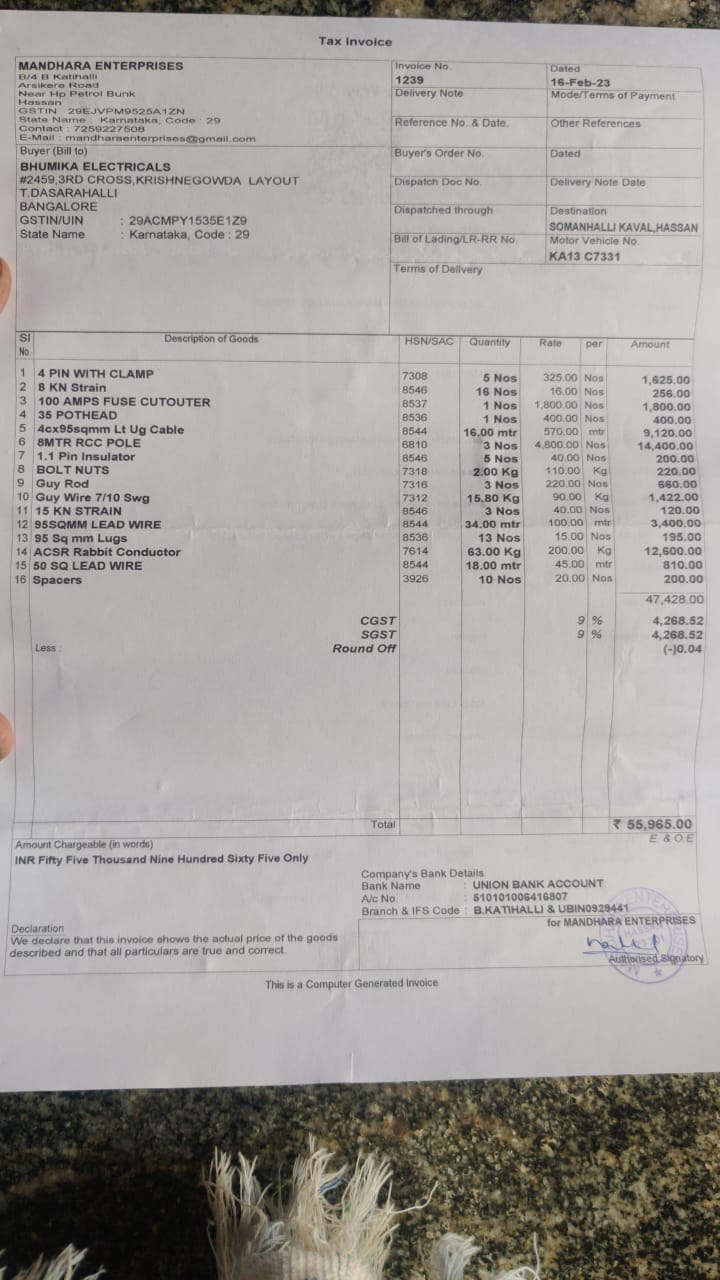 Tax Invoice
MANDHARA ENTERPRISES
B/4 B Katihalli
Arsikere Road
Near Hp Petrol Bunk
Hassan
GSTIN 29EJVPM9525A1ZN
State Name : Karnataka, Code : 29
Contact : 7259227508
E-Mail : mandharaenterprises@gmail.com
Invoice No. Dated
1239 16-Feb-23
Delivery Note Mode/Terms of Payment
Reference No. & Date. Other References
Buyer's Order No. Dated
Dispatch Doc No. Delivery Note Date
Dispatched through Destination
SOMANHALLI KAVAL,HASSAN
Bill of Lading/LR-RR No. Motor Vehicle No.
KA13 C7331
Terms of Delivery
Buyer (Bill to)
BHUMIKA ELECTRICALS
#2459,3RD CROSS,KRISHNEGOWDA LAYOUT
T.DASARAHALLI
BANGALORE
GSTIN/UIN : 29ACMPY1535E1Z9
State Name : Karnataka, Code : 29
Sl No. Description of Goods HSN/SAC Quantity Rate per Amount
1 4 PIN WITH CLAMP 7308 5 Nos 325.00 Nos 1,625.00
2 8 KN Strain 8546 16 Nos 16.00 Nos 256.00
3 100 AMPS FUSE CUTOUTER 8537 1 Nos 1,800.00 Nos 1,800.00
4 35 POTHEAD 8536 1 Nos 400.00 Nos 400.00
5 4cx95sqmm Lt Ug Cable 8544 16.00 mtr 570.00 mtr 9,120.00
6 8MTR RCC POLE 6810 3 Nos 4,800.00 Nos 14,400.00
7 1.1 Pin Insulator 8546 5 Nos 40.00 Nos 200.00
8 BOLT NUTS 7318 2.00 Kg 110.00 Kg 220.00
9 Guy Rod 7316 3 Nos 220.00 Nos 660.00
10 Guy Wire 7/10 Swg 7312 15.80 Kg 90.00 Kg 1,422.00
11 15 KN STRAIN 8546 3 Nos 40.00 Nos 120.00
12 95SQMM LEAD WIRE 8544 34.00 mtr 100.00 mtr 3,400.00
13 95 Sq mm Lugs 8536 13 Nos 15.00 Nos 195.00
14 ACSR Rabbit Conductor 7614 63.00 Kg 200.00 Kg 12,600.00
15 50 SQ LEAD WIRE 8544 18.00 mtr 45.00 mtr 810.00
16 Spacers 3926 10 Nos 20.00 Nos 200.00
47,428.00
CGST 9 % 4,268.52
SGST 9 % 4,268.52
Less : Round Off (-)0.04
Total ₹ 55,965.00
Amount Chargeable (in words) E. & O.E
INR Fifty Five Thousand Nine Hundred Sixty Five Only
Company's Bank Details
Bank Name : UNION BANK ACCOUNT
A/c No. : 510101006416807
Branch & IFS Code : B.KATIHALLI & UBIN0929441
Declaration
We declare that this invoice shows the actual price of the goods
described and that all particulars are true and correct.
for MANDHARA ENTERPRISES
Authorised Signatory
This is a Computer Generated Invoice